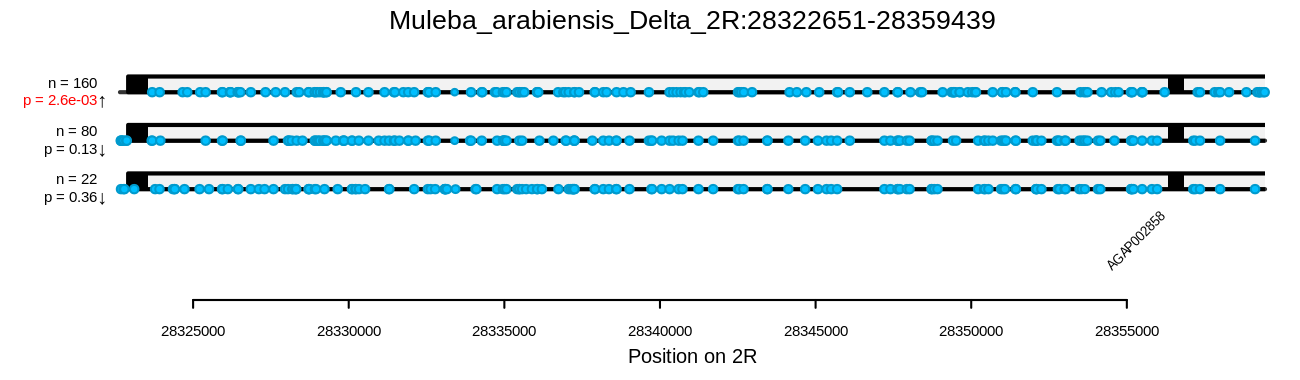 Muleba_arabiensis_Delta_2R:28322651-28359439
n = 160
p = 2.6e-03↑
n = 80
p = 0.13↓
n = 22
p = 0.36↓
AGAP002858
28325000 28330000 28335000 28340000 28345000 28350000 28355000
Position on 2R